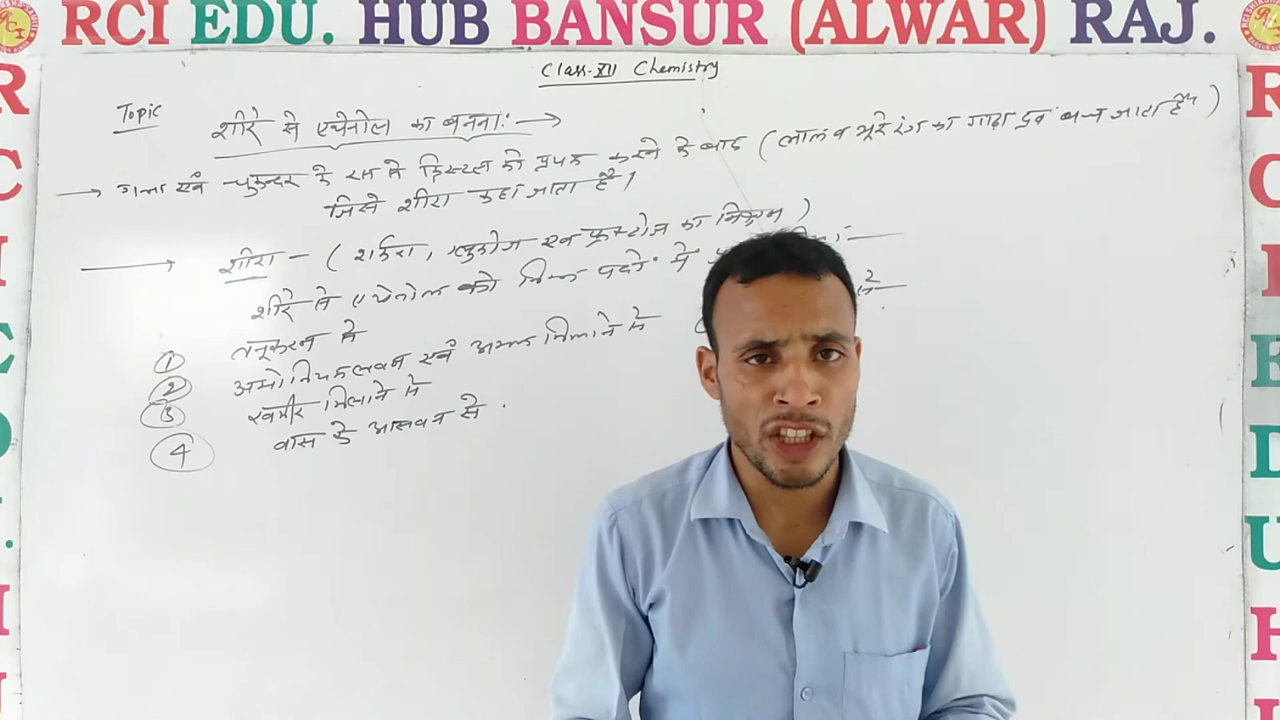 RCI EDU. HUB BANSUR (ALWAR) RAJ.
Class-XII Chemistry
Topic शीरे से एथेनोल का बनना:→
→ गन्ना एवं चुकन्दर के रस से क्रिस्टल को पृथक करने के बाद (लाल व भूरे रंग का गाढ़ा द्रव बच जाता है")
जिसे शीरा कहा जाता है।
→ शीरा - ( शर्करा, ग्लुकोज एवं फ्रक्टोज का मिश्रण )
शीरे से एथेनोल को निम्न पदों में
① तनूकरण से
② अमोनियम लवण एवं अम्ल मिलाने से
③ खमीर मिलाने से
④ वास के आसवन से.
R
C
I
E
D
U
.
H
R
C
I
E
D
U
H